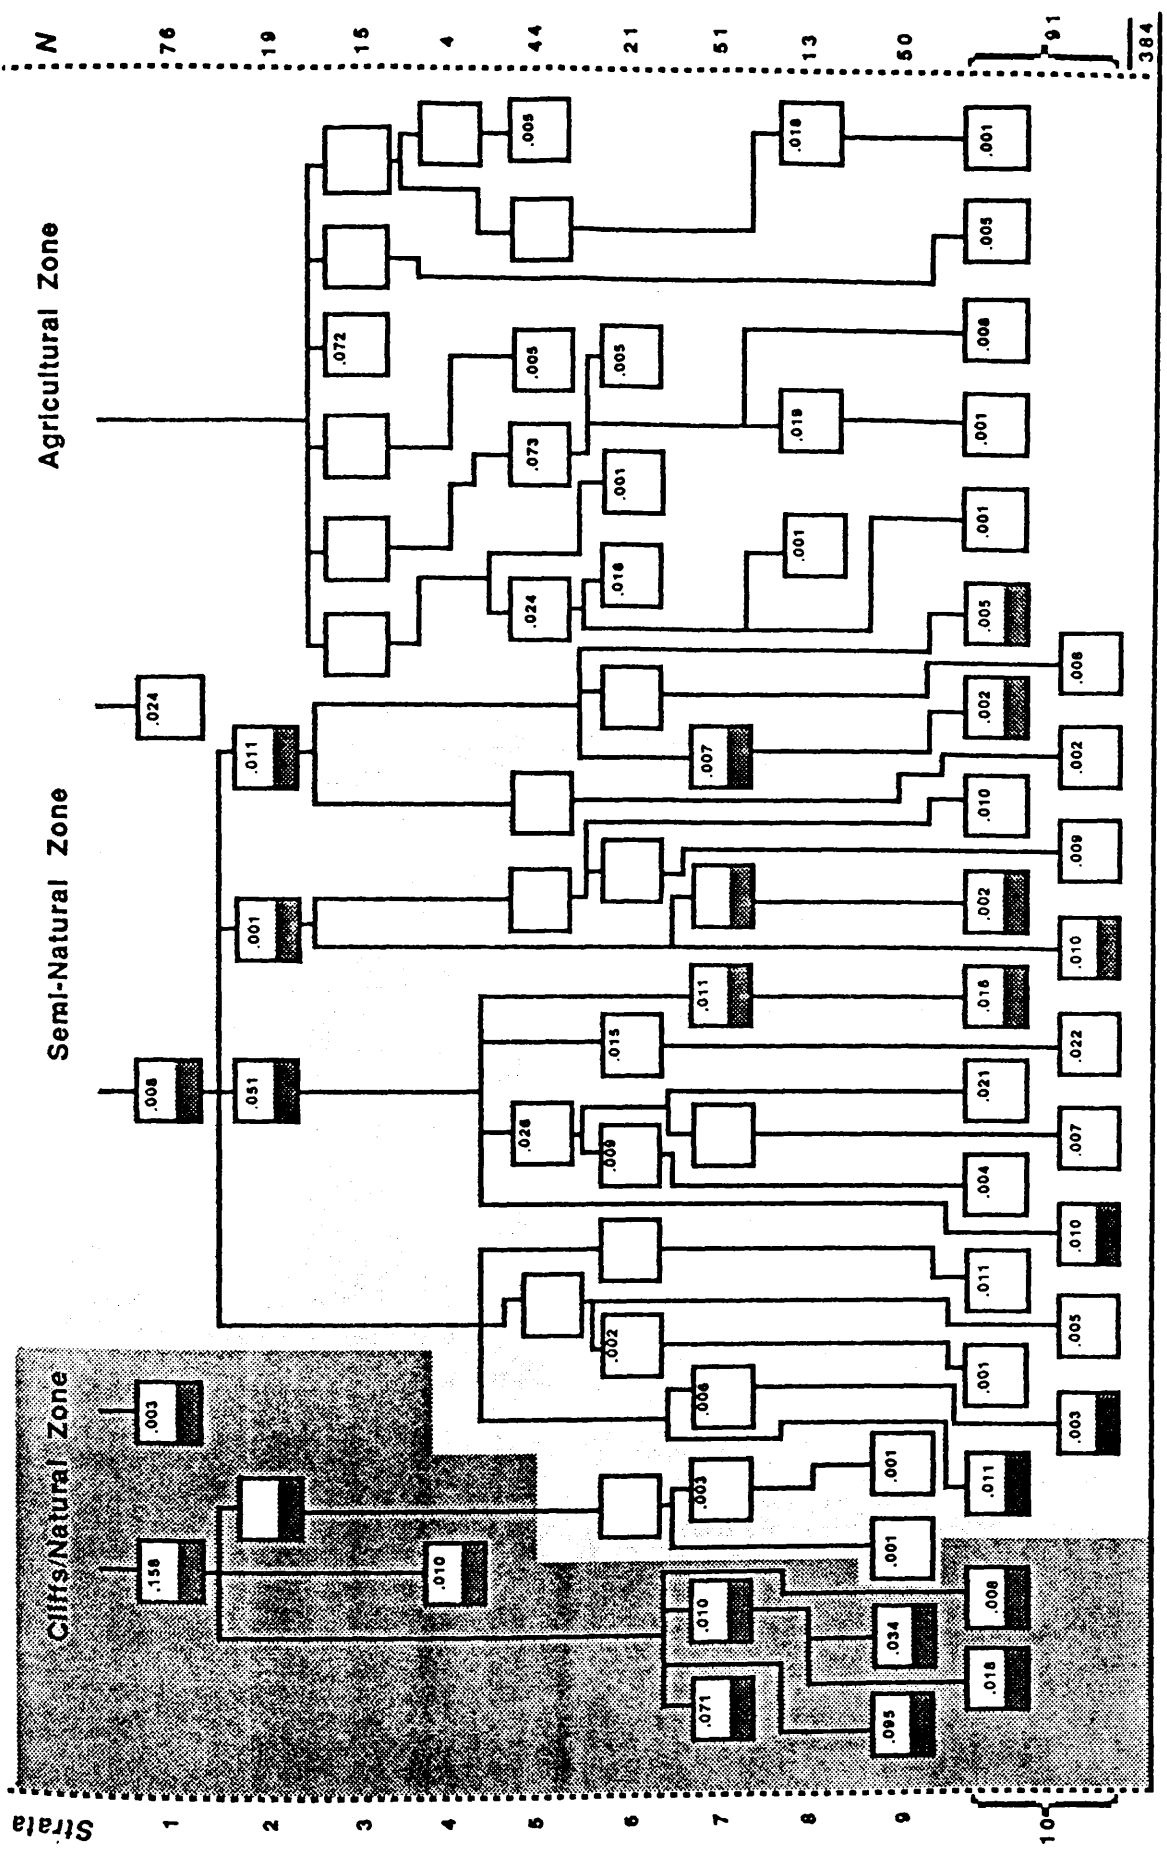 Strata
Cliffs/Natural Zone
Semi-Natural Zone
Agricultural Zone
N
1 .158 .003 .008 .024 76
2 .051 .001 .011 19
3 .072 15
4 .010 4
5 .026 .024 .073 .005 .005 44
6 .002 .009 .015 .016 .001 .005 21
7 .071 .010 .003 .006 .011 .007 51
8 .001 .019 .018 13
9 .095 .034 .001 .001 50
.018 .008 .011 .001 .011 .004 .021 .016 .002 .010 .002 .005 .001 .001 .008 .005 .001
10 .003 .005 .010 .007 .022 .010 .009 .002 .006 91
384